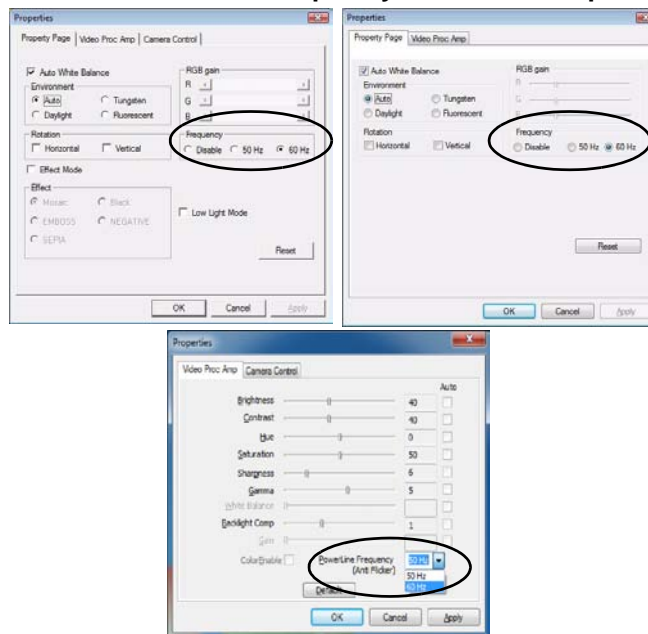 Properties
Property Page Video Proc Amp Camera Control
Auto White Balance
RGB gain
Environment
R
Auto Tungsten
G
Daylight Fluorescent
B
Rotation
Frequency
Horizontal Vertical
Disable 50 Hz 60 Hz
Effect Mode
Effect
Mosaic Black
Low Light Mode
EMBOSS NEGATIVE
SEPIA
Reset
OK Cancel Apply
Properties
Property Page Video Proc Amp
Auto White Balance
RGB gain
Environment
R
Auto Tungsten
G
Daylight Fluorescent
Rotation
Frequency
Horizontal Vertical
Disable 50 Hz 60 Hz
Reset
OK Cancel Apply
Properties
Video Proc Amp Camera Control
Auto
Brightness 40
Contrast 40
Hue 0
Saturation 50
Sharpness 6
Gamma 5
White Balance
Backlight Comp 1
Gain
ColorEnable PowerLine Frequency 50 Hz
(Anti Flicker) 50 Hz
60 Hz
Default
OK Cancel Apply